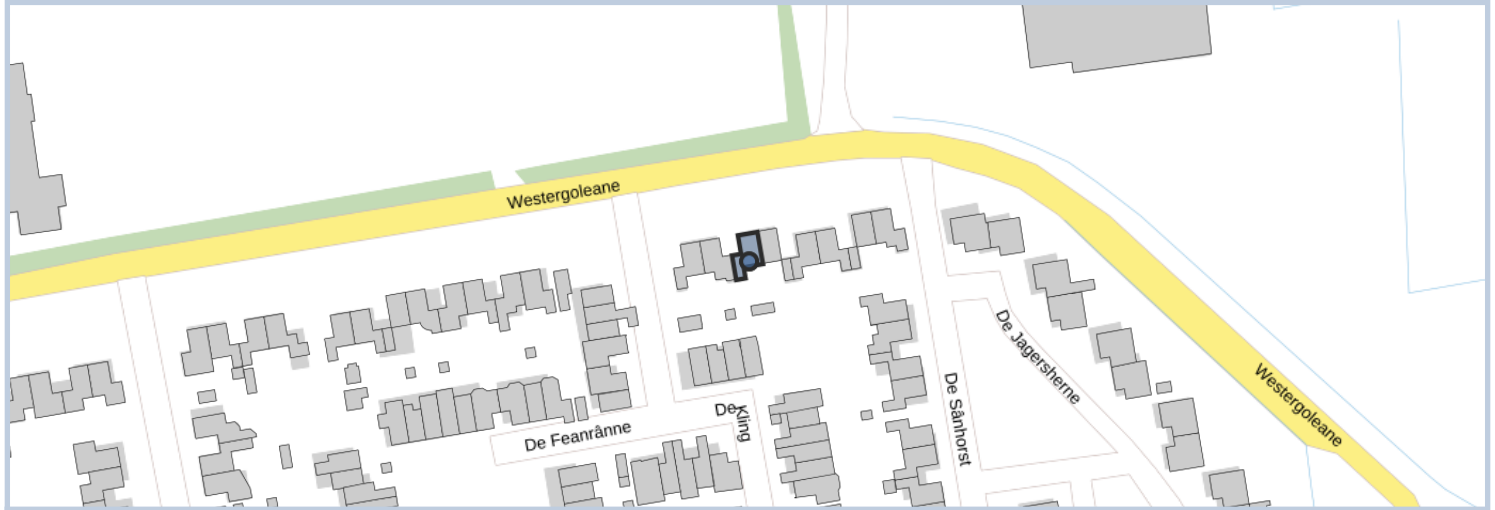 Westergoleane
De Jagersherne
Westergoleane
De Sânhorst
De Kling
De Feanrânne